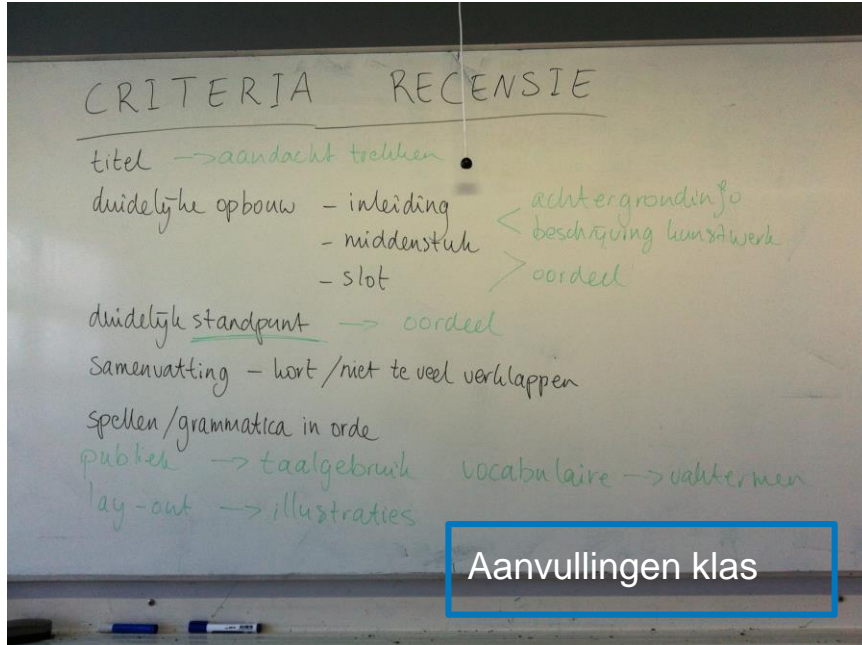 CRITERIA RECENSIE
titel -> aandacht trekken
duidelijke opbouw - inleiding < achtergrondinfo
- middenstuk beschrijving kunstwerk
- slot > oordeel
duidelijk standpunt -> oordeel
Samenvatting - kort / niet te veel verklappen
spellen / grammatica in orde
publiek -> taalgebruik vocabulaire -> vaktermen
lay-out -> illustraties
Aanvullingen klas